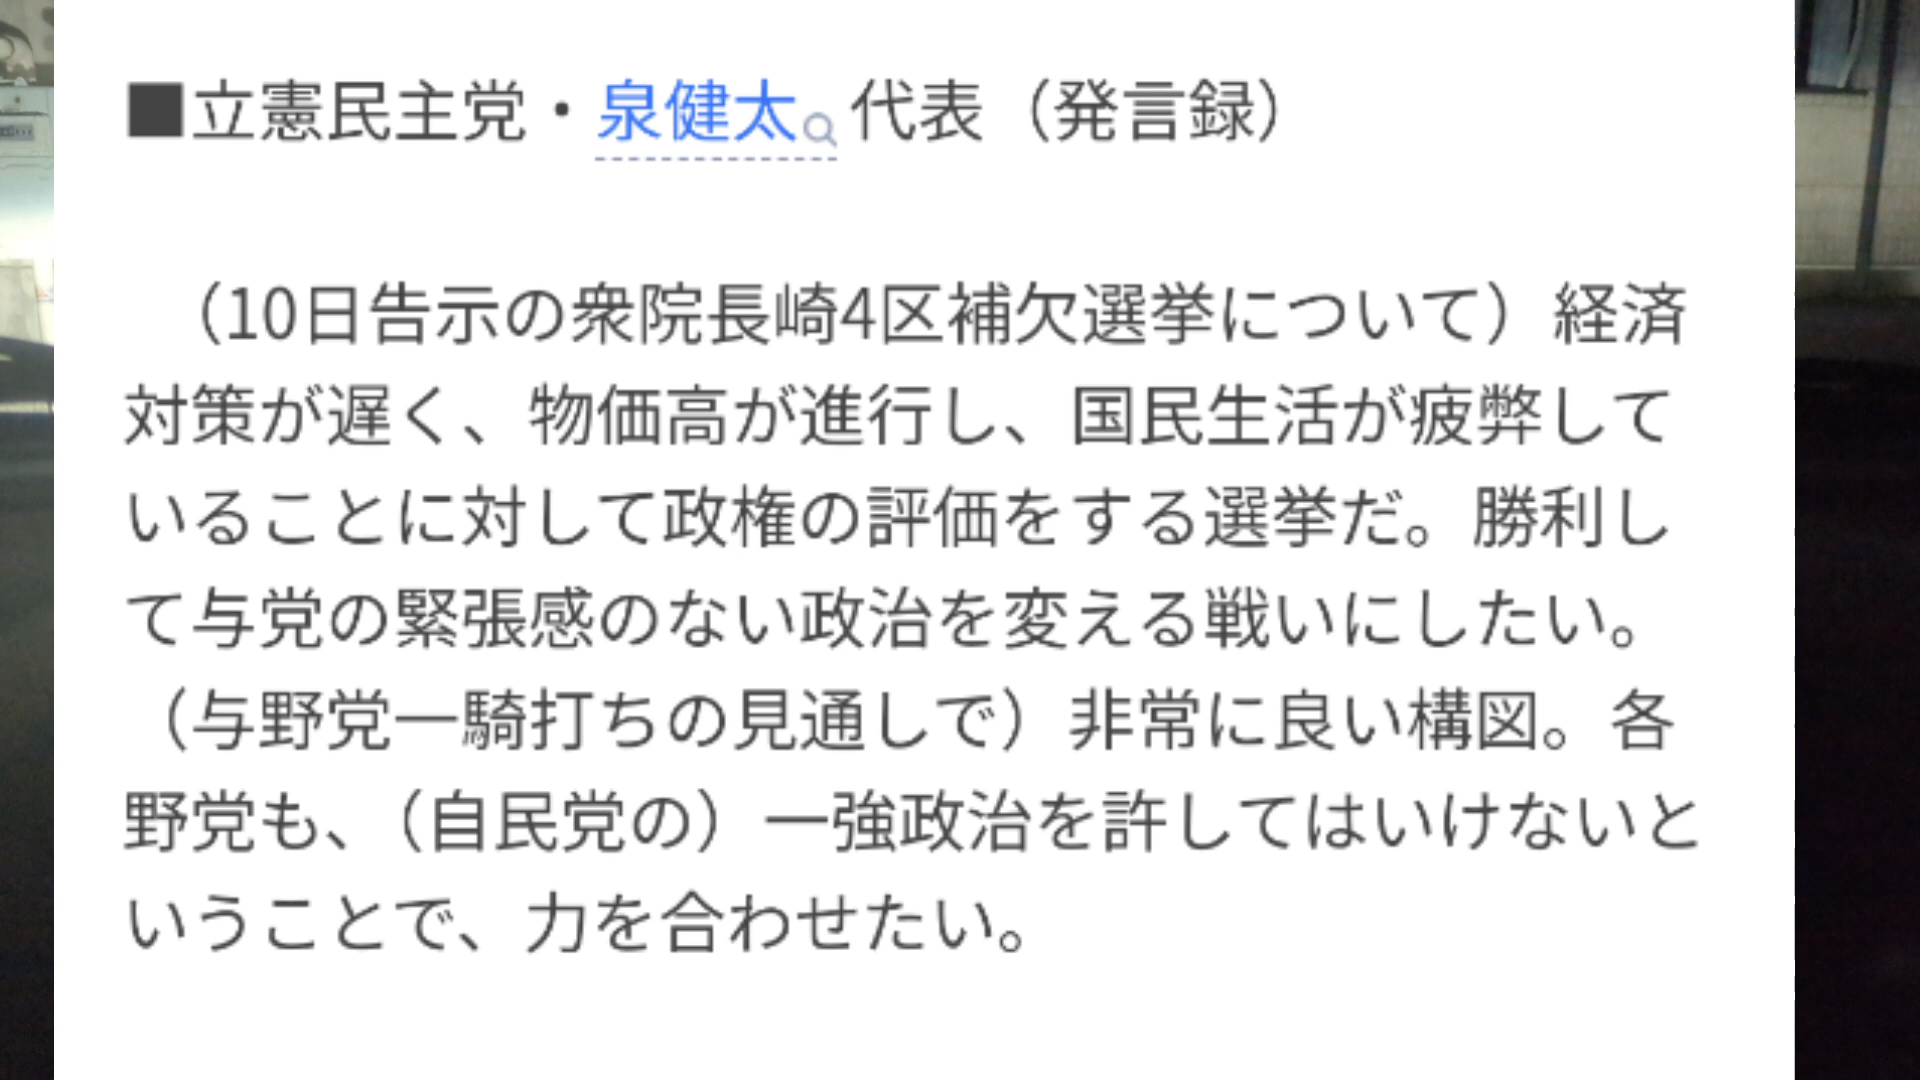 ■立憲民主党・泉健太 代表（発言録）
（10日告示の衆院長崎4区補欠選挙について）経済
対策が遅く、物価高が進行し、国民生活が疲弊して
いることに対して政権の評価をする選挙だ。勝利し
て与党の緊張感のない政治を変える戦いにしたい。
（与野党一騎打ちの見通しで）非常に良い構図。各
野党も、（自民党の）一強政治を許してはいけないと
いうことで、力を合わせたい。